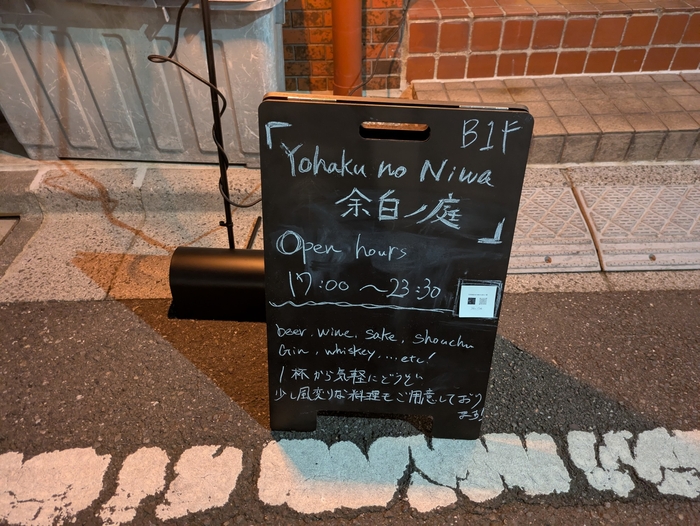 B1F
『Yohaku no Niwa
余白ノ庭』
Open hours
17:00 〜23:30
beer, wine, sake, shouchu
Gin, whiskey, ....etc!
1杯から気軽にどうぞ
少し風変りな料理もご用意しており
ます!